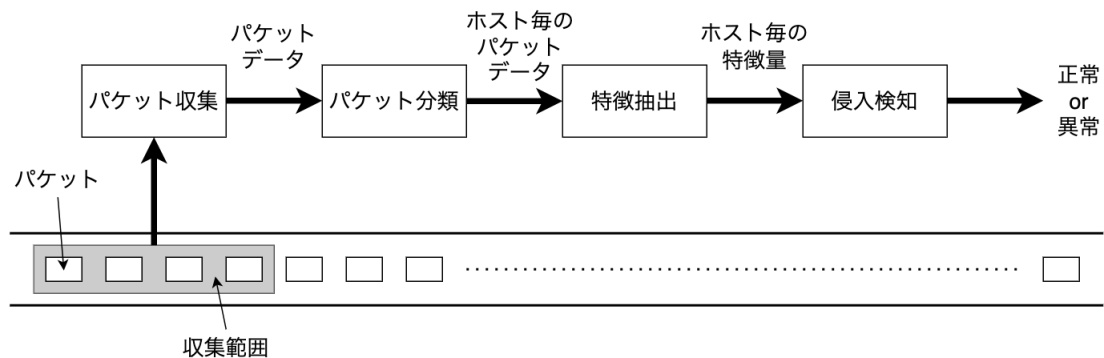 パケット
データ
ホスト毎の
パケット
データ
ホスト毎の
特徴量
パケット収集
パケット分類
特徴抽出
侵入検知
正常
or
異常
パケット
収集範囲